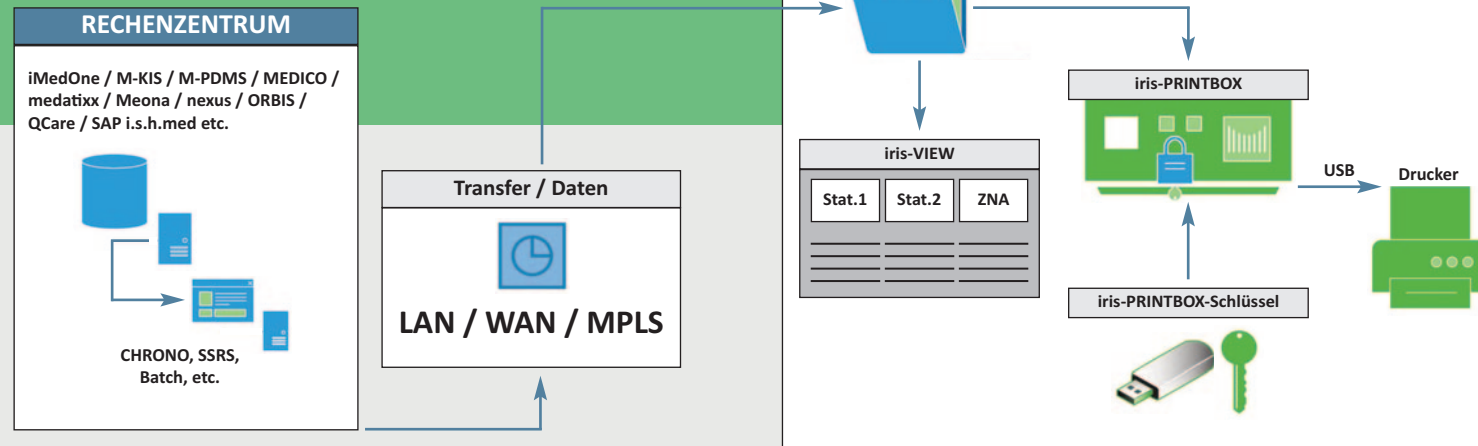 RECHENZENTRUM
iMedOne / M-KIS / M-PDMS / MEDICO /
medatixx / Meona / nexus / ORBIS /
QCare / SAP i.s.h.med etc.
CHRONO, SSRS,
Batch, etc.
Transfer / Daten
LAN / WAN / MPLS
iris-VIEW
Stat.1
Stat.2
ZNA
iris-PRINTBOX
USB
Drucker
iris-PRINTBOX-Schlüssel